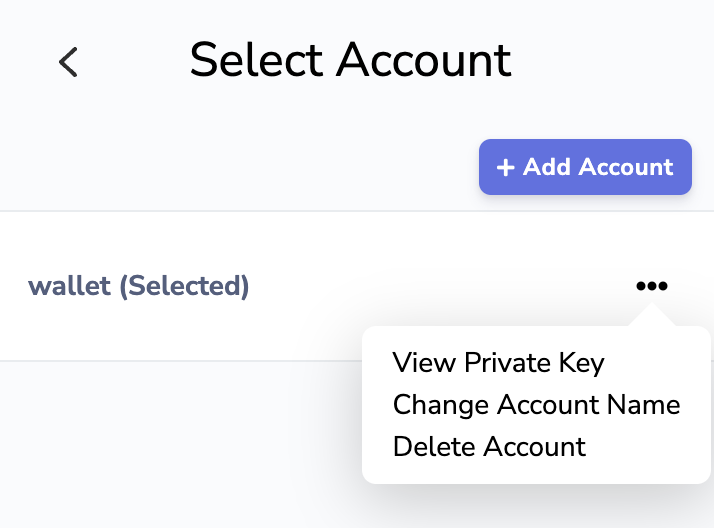 Select Account
+ Add Account
wallet (Selected)
View Private Key
Change Account Name
Delete Account